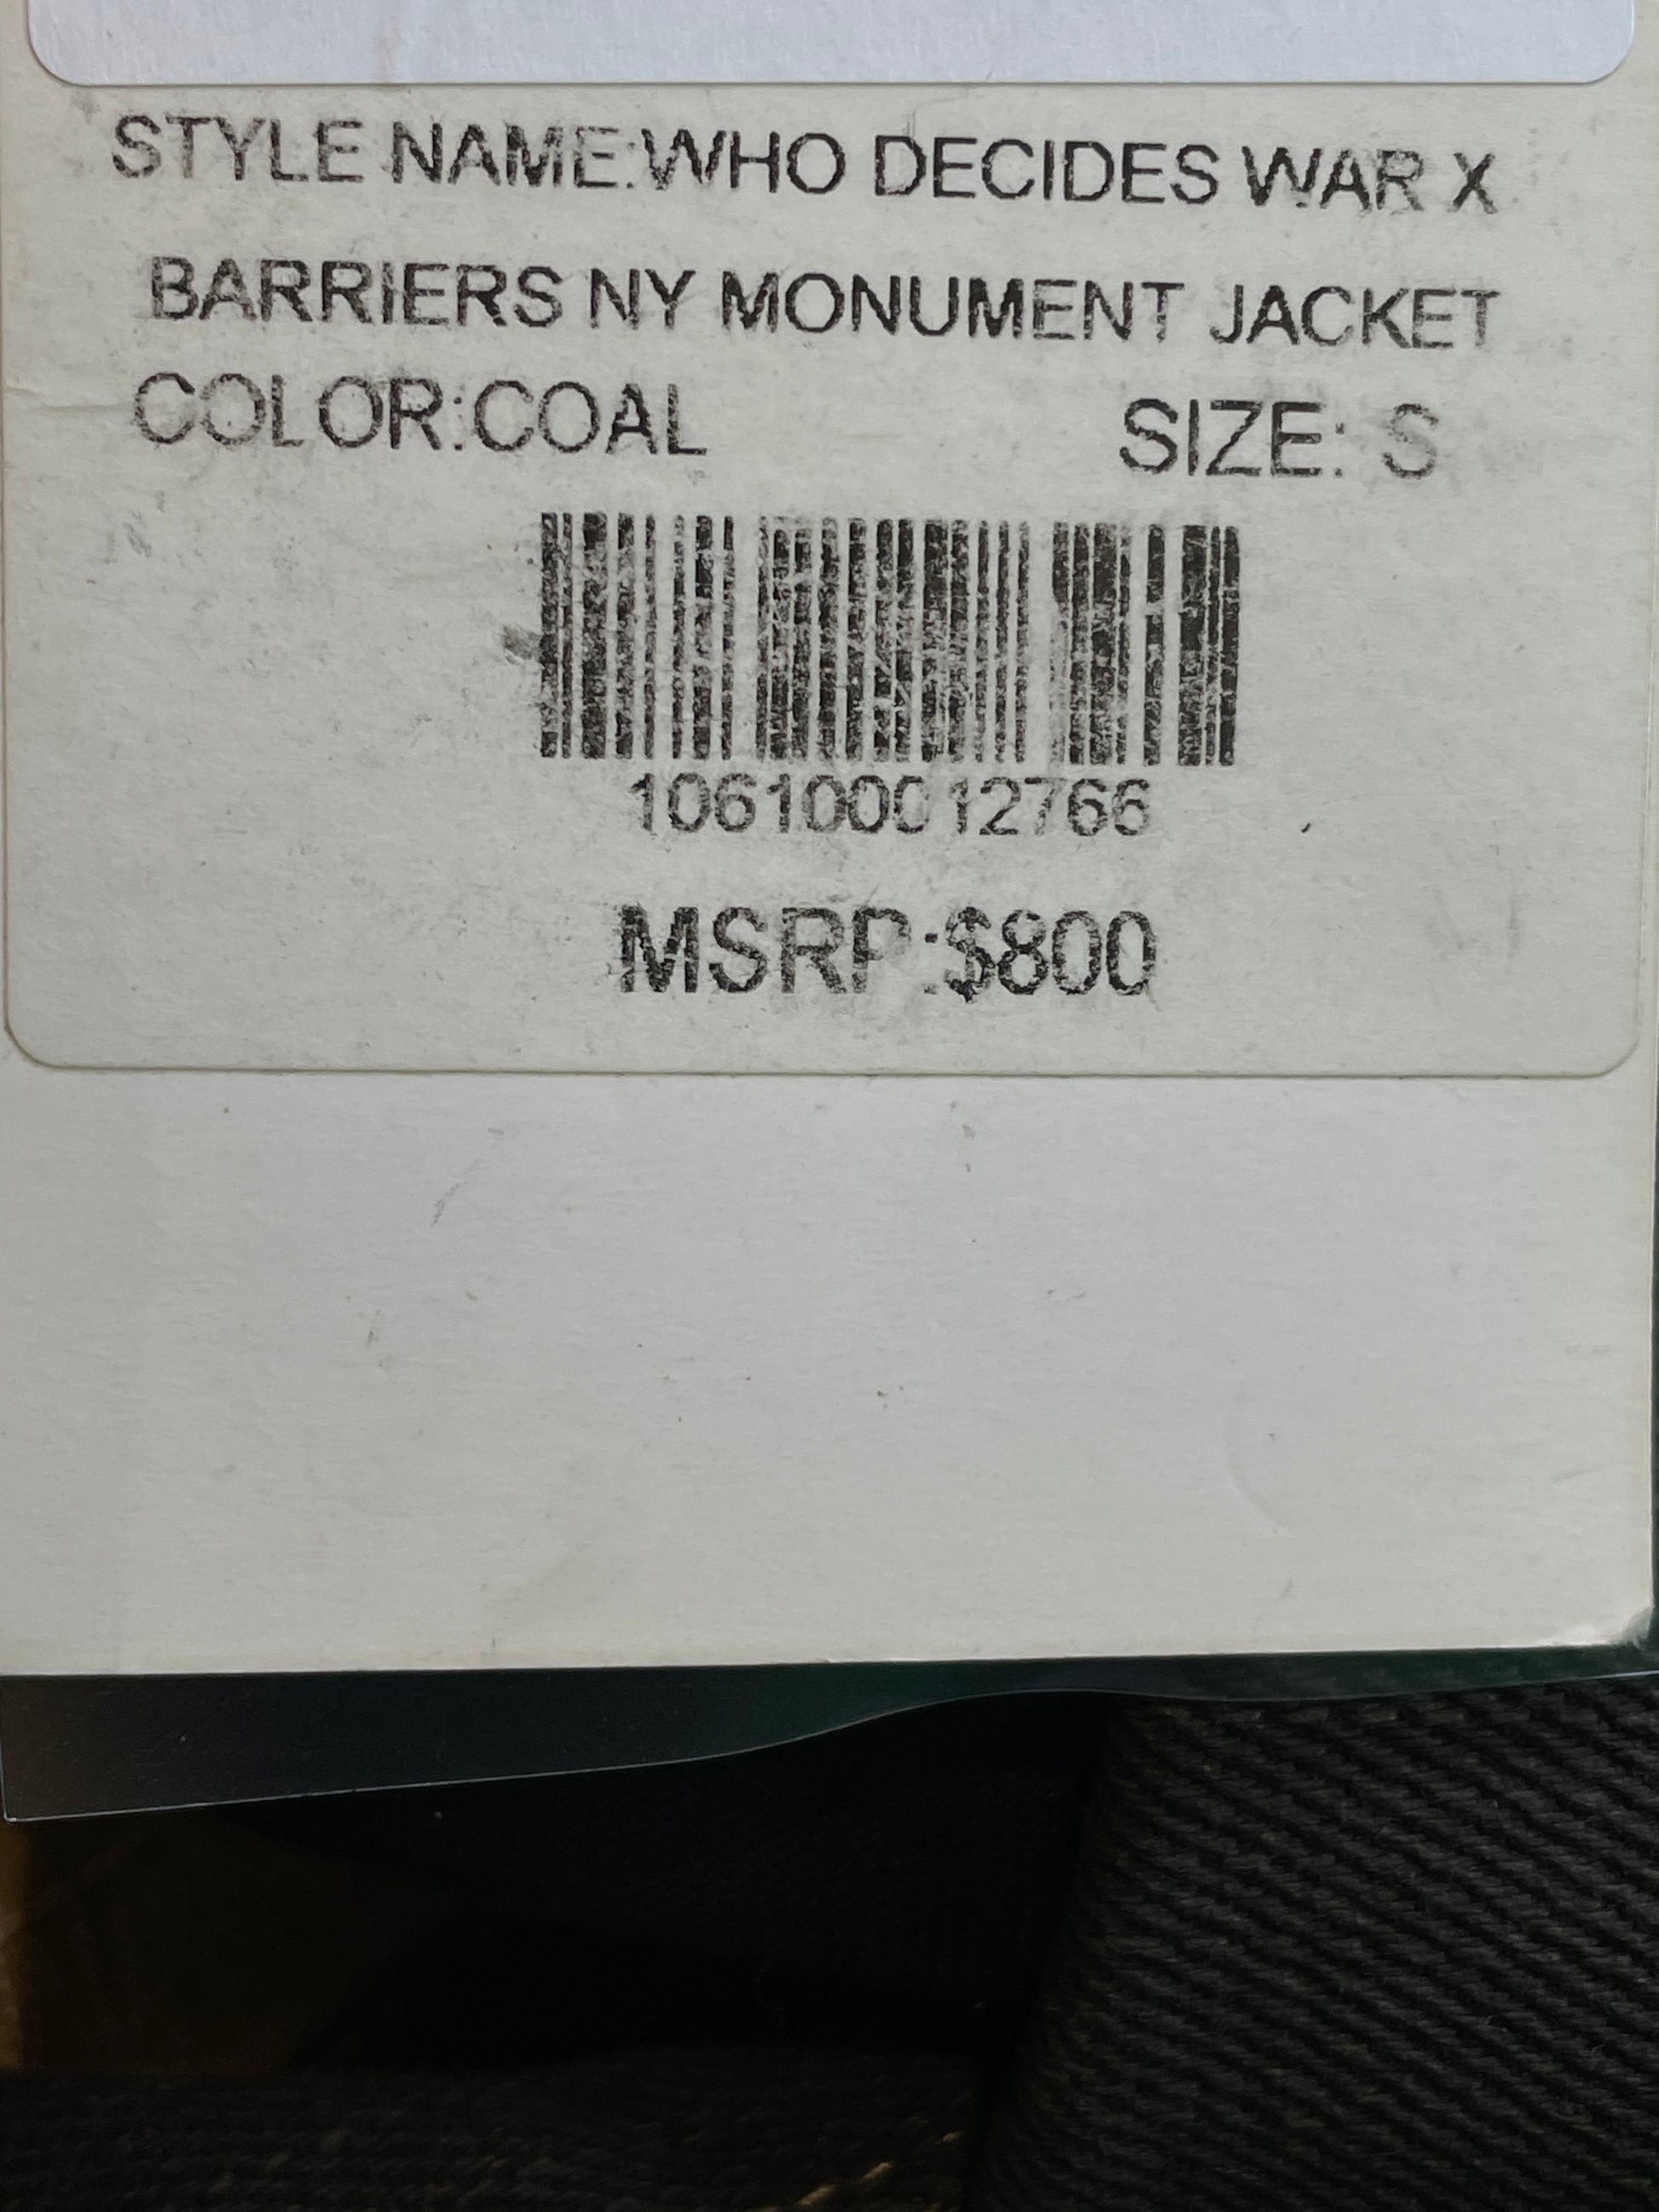 STYLE NAME:WHO DECIDES WAR X
BARRIERS NY MONUMENT JACKET
COLOR:COAL SIZE: S
106100012766
MSRP:$800